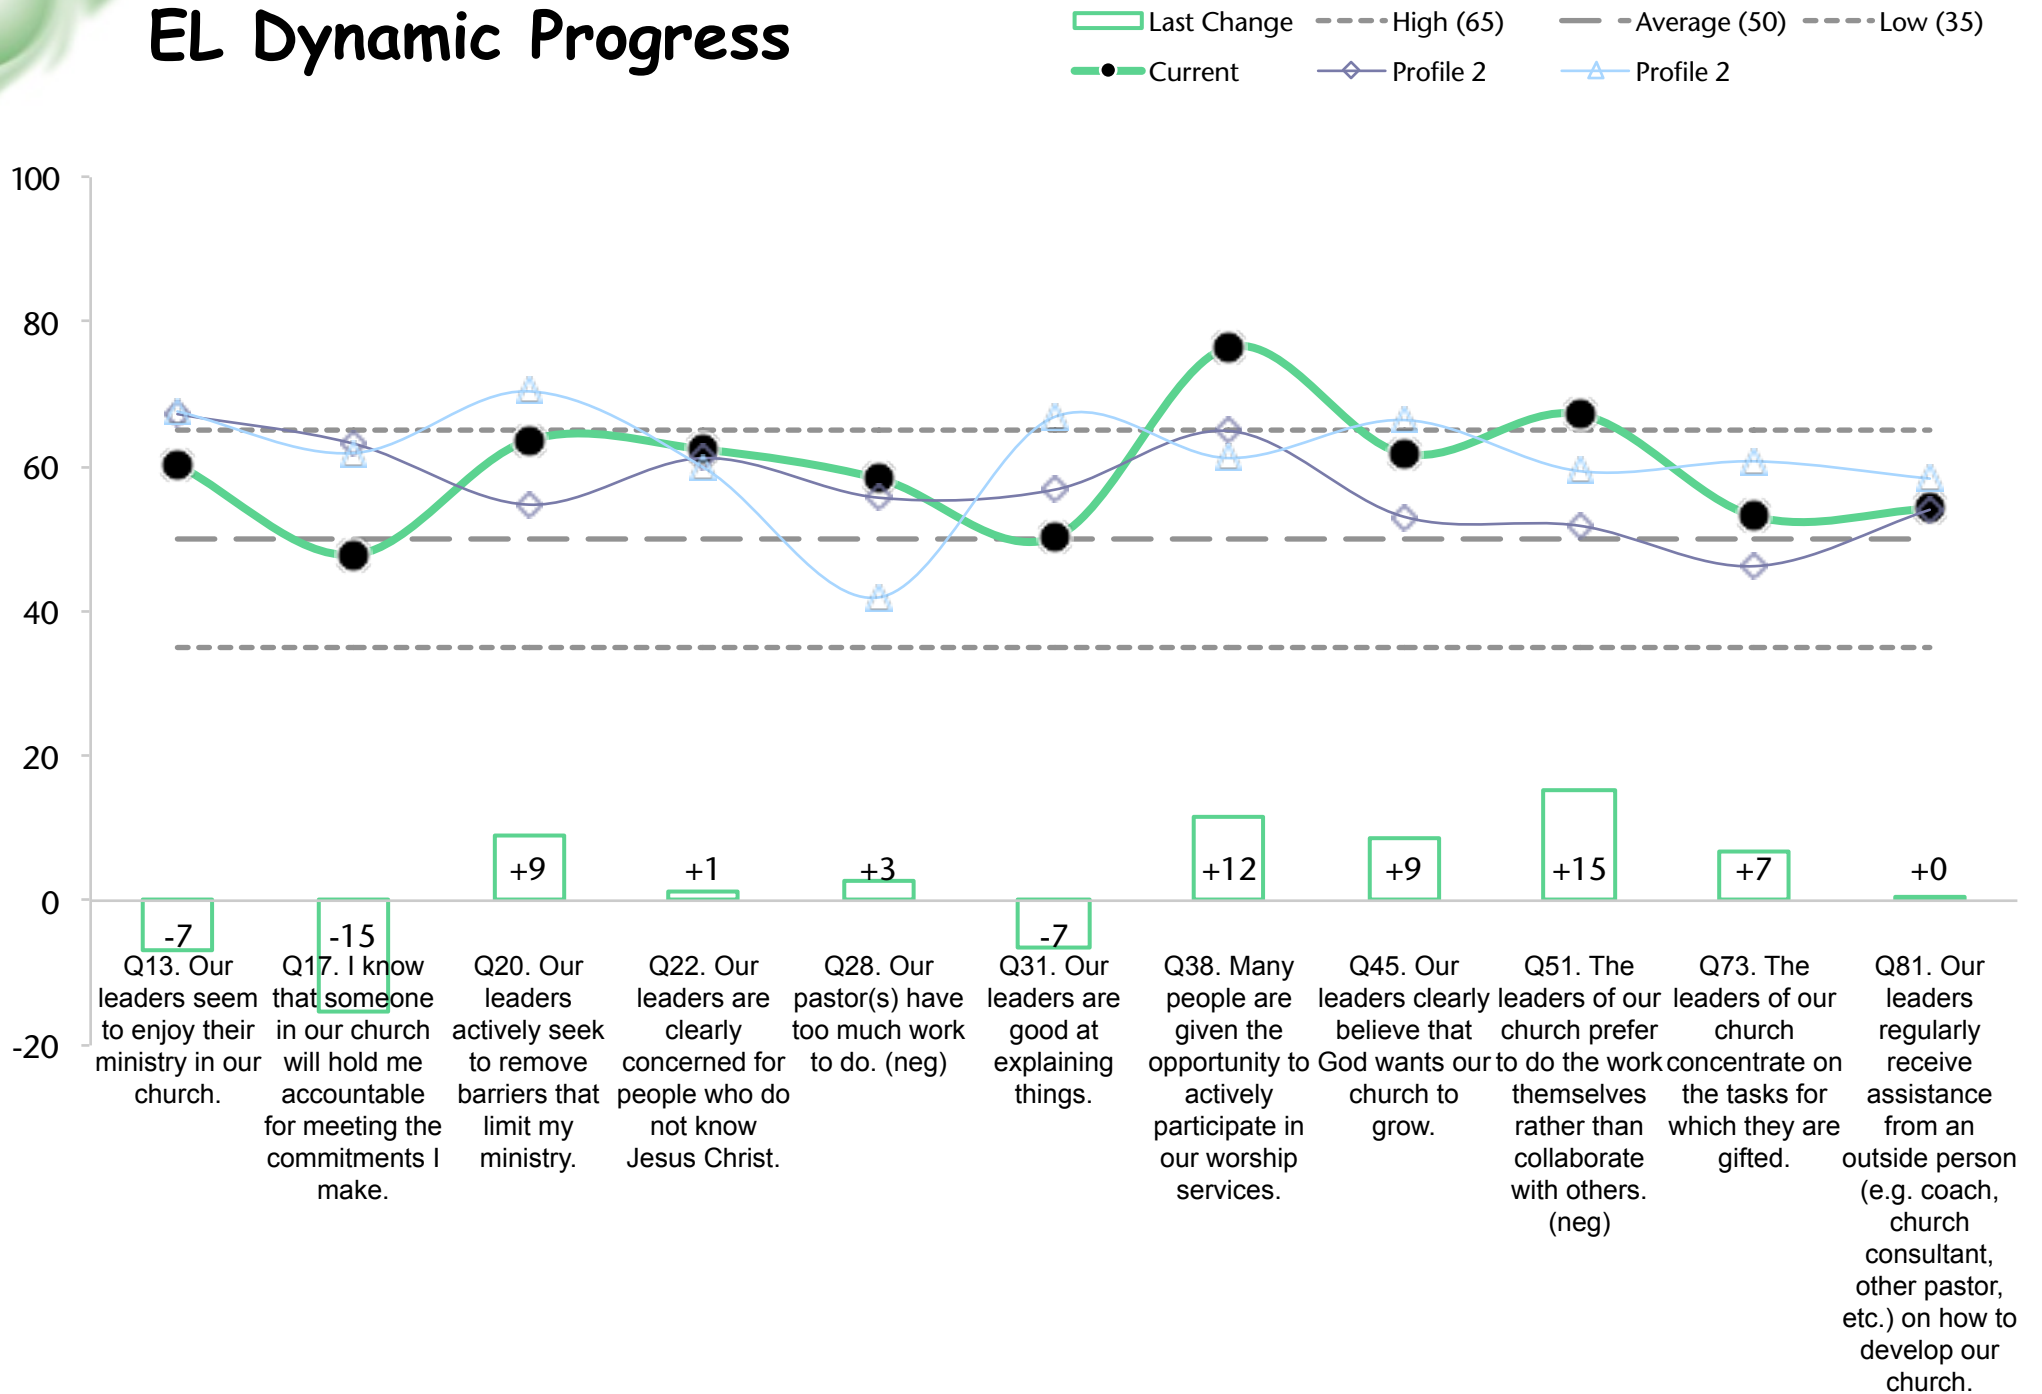 EL Dynamic Progress
Last Change
High (65)
Average (50)
Low (35)
Current
Profile 2
Profile 2
100
80
60
40
20
0
-20
-7
-15
+9
+1
+3
-7
+12
+9
+15
+7
+0
Q13. Our
leaders seem
to enjoy their
ministry in our
church.
Q17. I know
that someone
in our church
will hold me
accountable
for meeting the
commitments I
make.
Q20. Our
leaders
actively seek
to remove
barriers that
limit my
ministry.
Q22. Our
leaders are
clearly
concerned for
people who do
not know
Jesus Christ.
Q28. Our
pastor(s) have
too much work
to do. (neg)
Q31. Our
leaders are
good at
explaining
things.
Q38. Many
people are
given the
opportunity to
actively
participate in
our worship
services.
Q45. Our
leaders clearly
believe that
God wants our
church to
grow.
Q51. The
leaders of our
church prefer
to do the work
themselves
rather than
collaborate
with others.
(neg)
Q73. The
leaders of our
church
concentrate on
the tasks for
which they are
gifted.
Q81. Our
leaders
regularly
receive
assistance
from an
outside person
(e.g. coach,
church
consultant,
other pastor,
etc.) on how to
develop our
church.